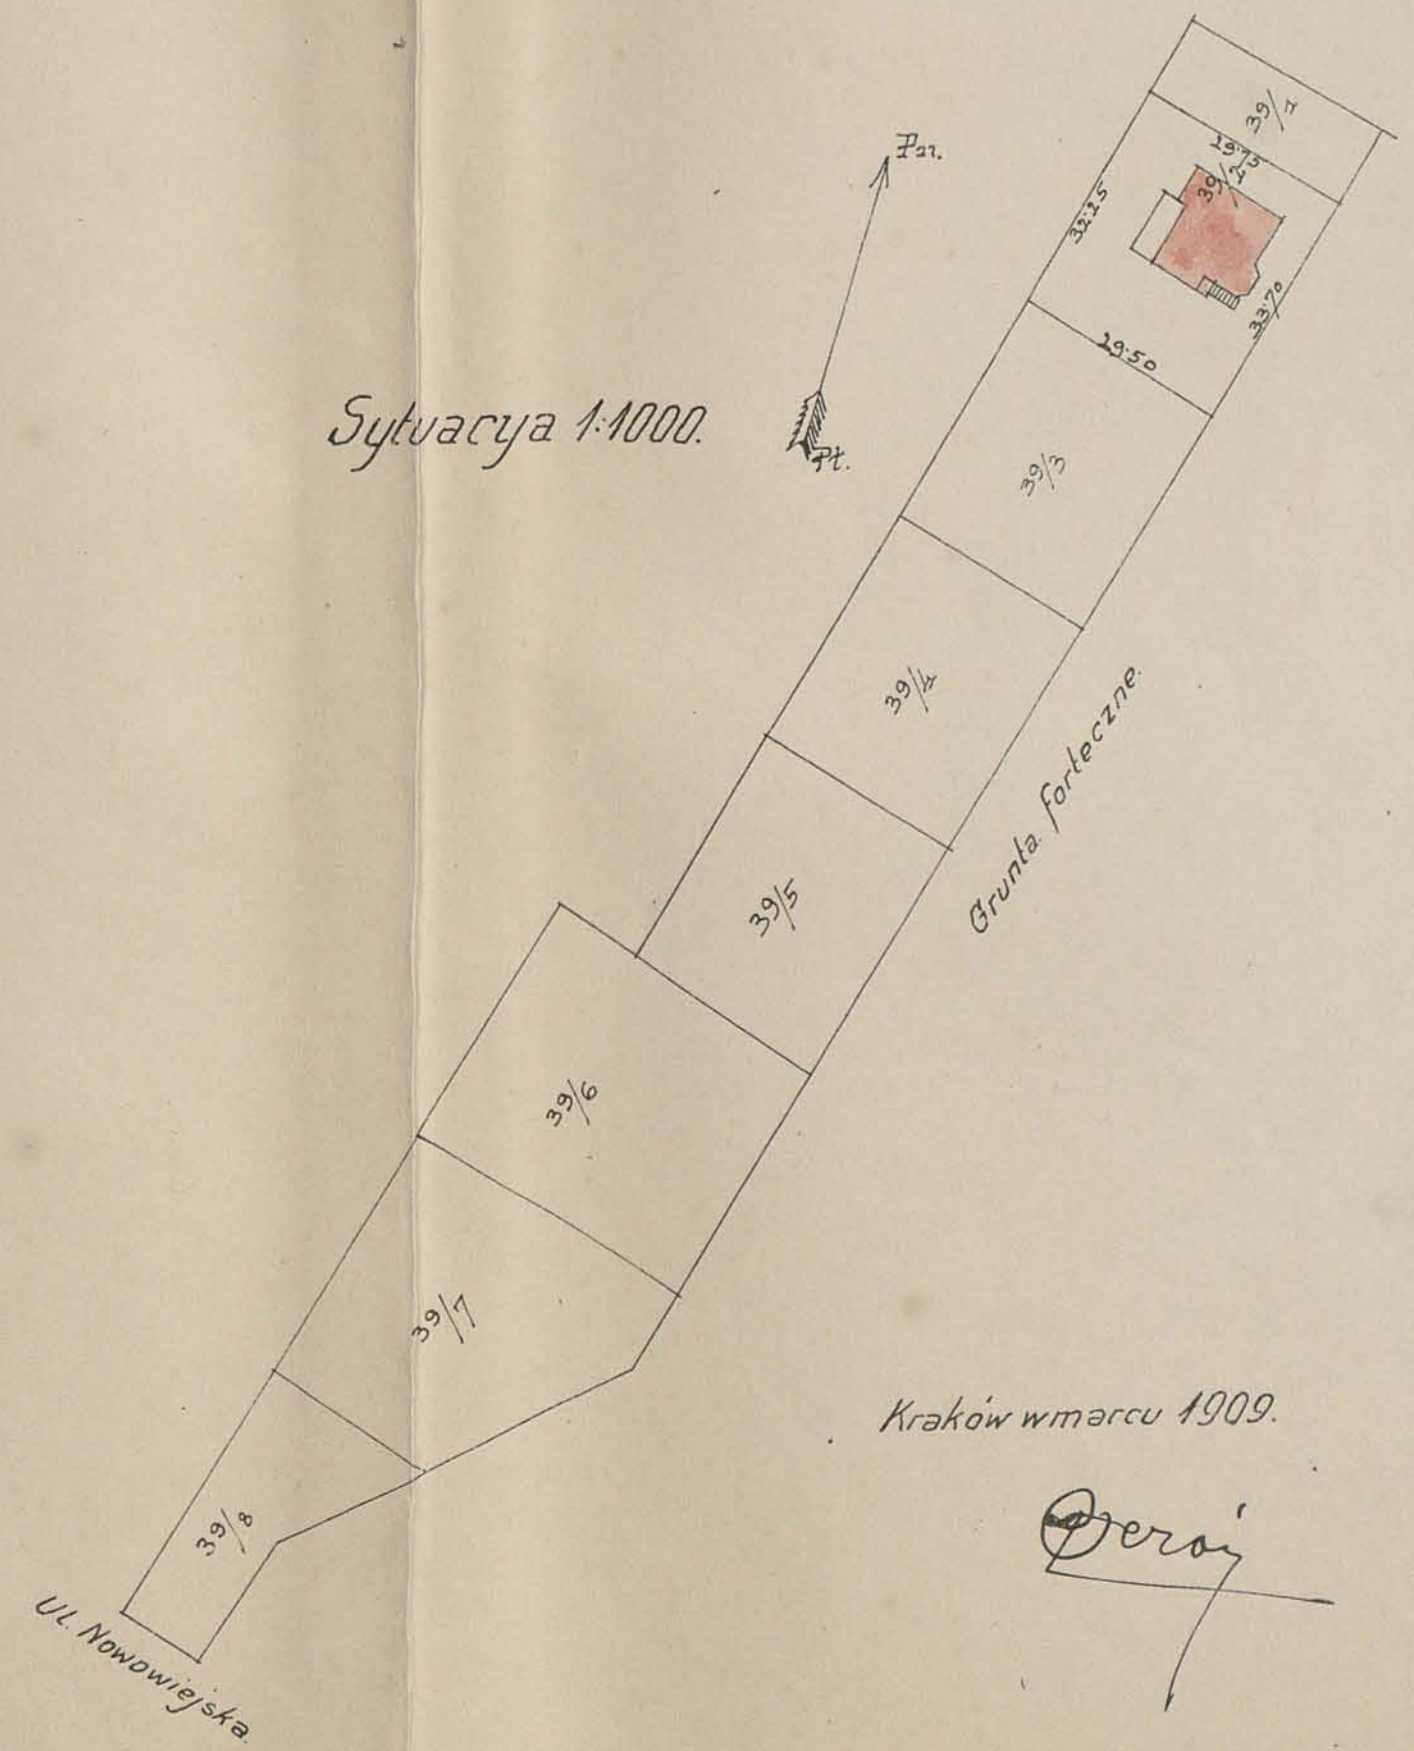 39/1
29·75
39/2
32·25
33·70
29·50
Płn.
Sytuacya 1:1000.
Pł.
39/3
39/4
Grunta forteczne.
39/5
39/6
39/7
Kraków w marcu 1909.
39/8
Ul. Nowowiejska.